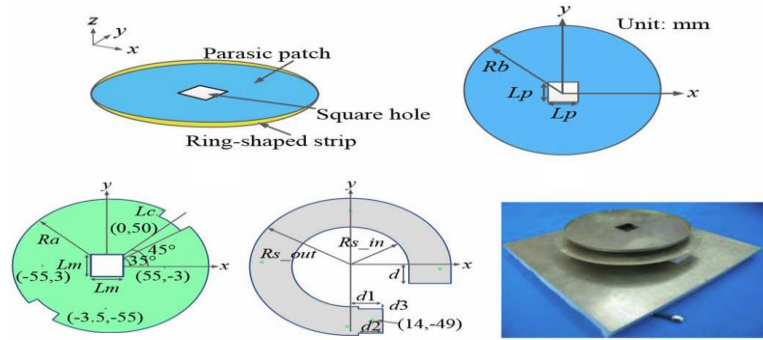 z
y
x
Parasic patch
Square hole
Ring-shaped strip
y
Unit: mm
Rb
Lp
Lp
x
y
Lc
(0,50)
Ra
45°
35°
Lm
x
(-55,3)
Lm
(55,-3)
(-3.5,-55)
y
Rs_in
Rs_out
x
d
d1
d3
d2
(14,-49)